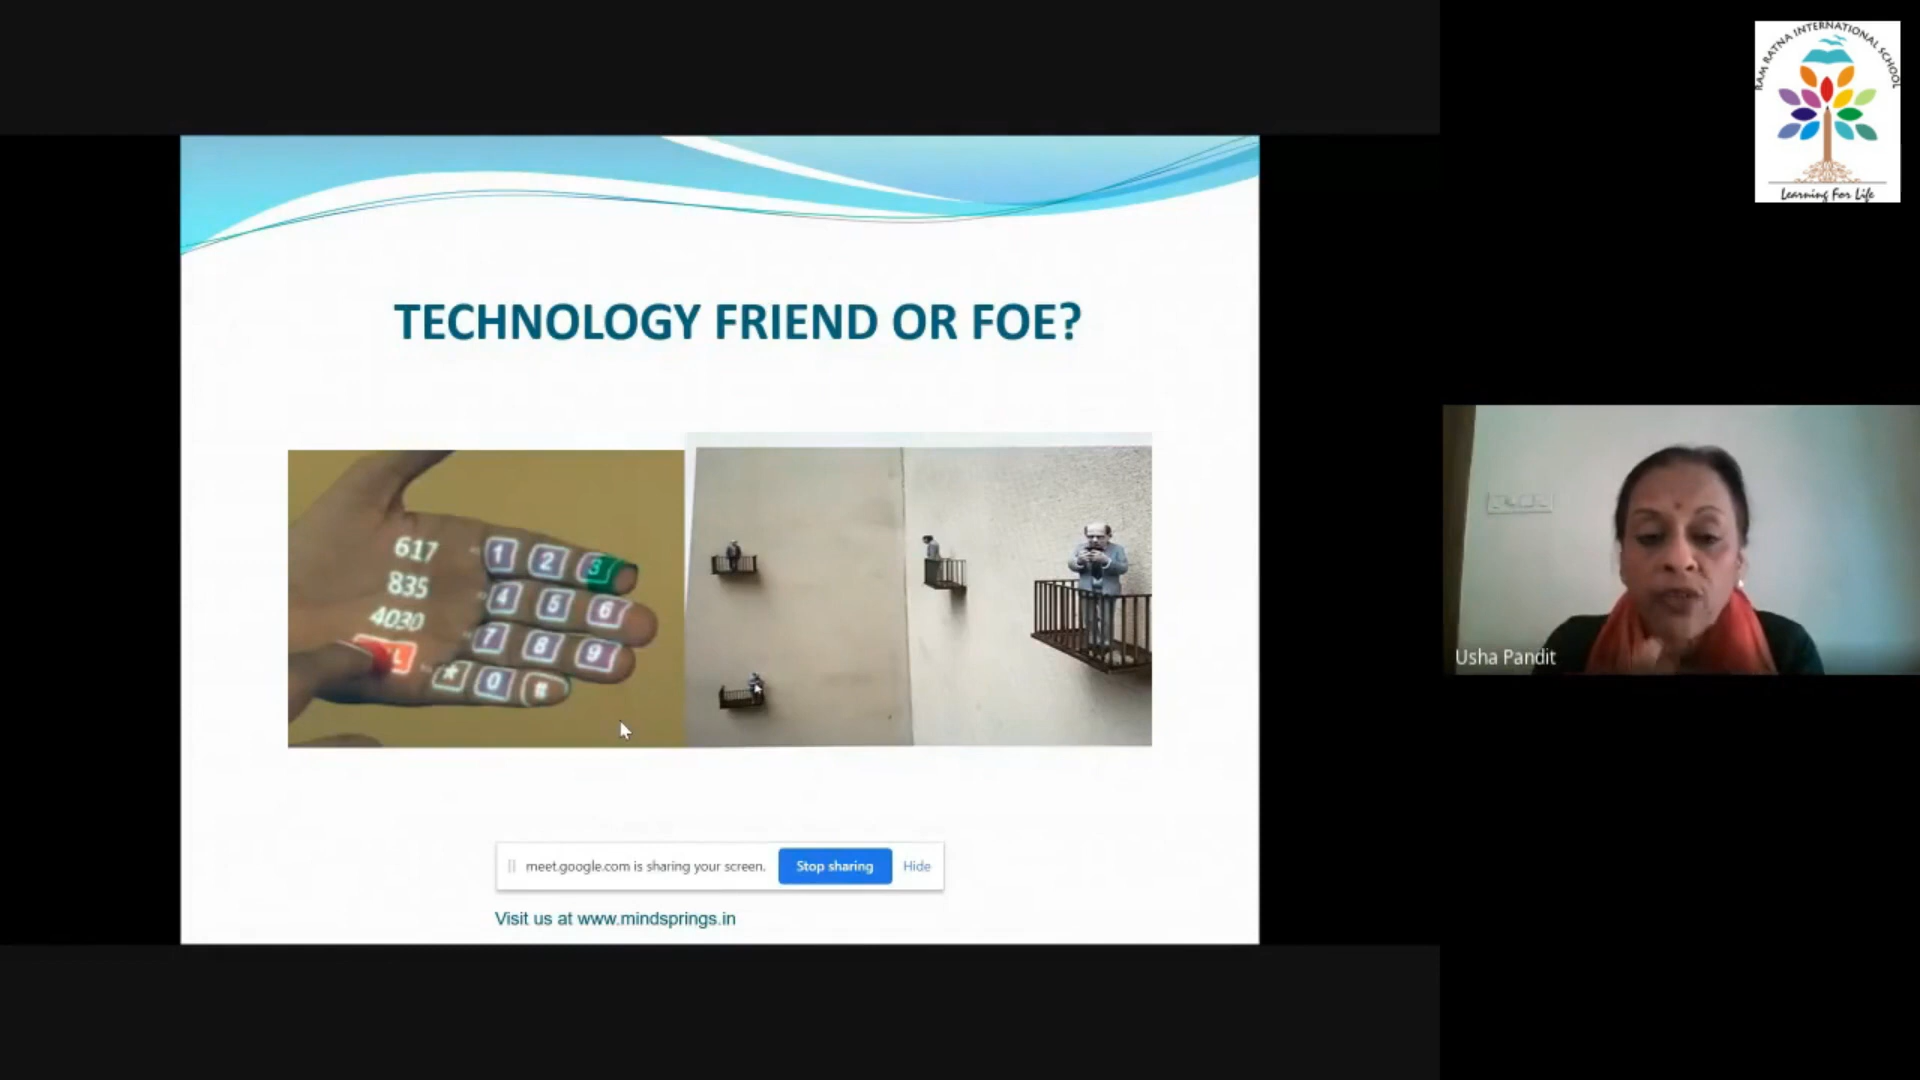 RAM RATNA INTERNATIONAL SCHOOL
Learning For Life
TECHNOLOGY FRIEND OR FOE?
617
835
4030
1 2 3
4 5 6
7 8 9
* 0 #
Usha Pandit
meet.google.com is sharing your screen. Stop sharing Hide
Visit us at www.mindsprings.in